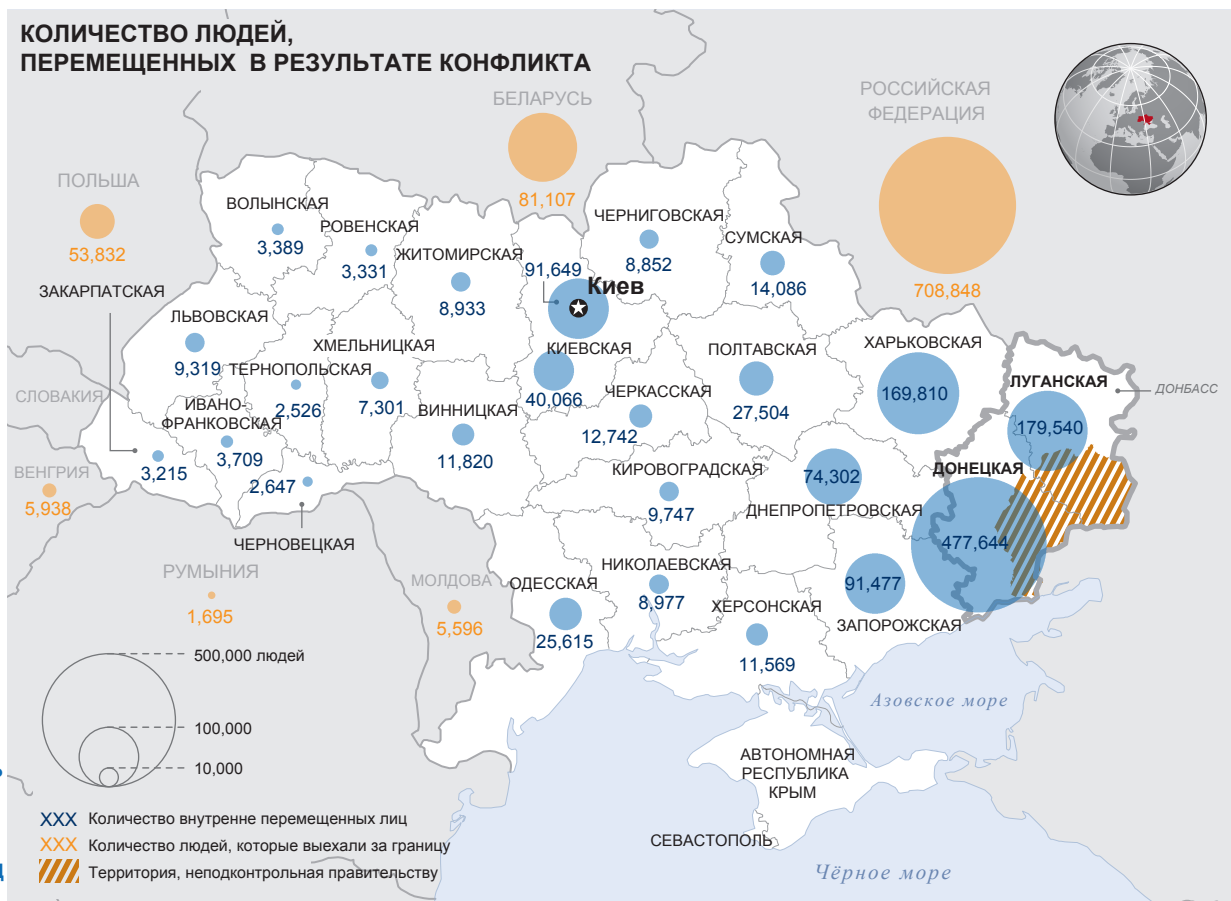 КОЛИЧЕСТВО ЛЮДЕЙ,
ПЕРЕМЕЩЕННЫХ В РЕЗУЛЬТАТЕ КОНФЛИКТА
БЕЛАРУСЬ
81,107
РОССИЙСКАЯ
ФЕДЕРАЦИЯ
708,848
ПОЛЬША
53,832
ВОЛЫНСКАЯ
3,389
РОВЕНСКАЯ
3,331
ЖИТОМИРСКАЯ
8,933
91,649
Киев
ЧЕРНИГОВСКАЯ
8,852
СУМСКАЯ
14,086
ЗАКАРПАТСКАЯ
ЛЬВОВСКАЯ
9,319
ТЕРНОПОЛЬСКАЯ
2,526
ХМЕЛЬНИЦКАЯ
7,301
КИЕВСКАЯ
40,066
ПОЛТАВСКАЯ
27,504
ХАРЬКОВСКАЯ
169,810
ЛУГАНСКАЯ
179,540
ДОНБАСС
СЛОВАКИЯ
ИВАНО-
ФРАНКОВСКАЯ
3,709
ВИННИЦКАЯ
11,820
ЧЕРКАССКАЯ
12,742
3,215
2,647
ЧЕРНОВЕЦКАЯ
ВЕНГРИЯ
5,938
КИРОВОГРАДСКАЯ
9,747
74,302
ДНЕПРОПЕТРОВСКАЯ
ДОНЕЦКАЯ
477,644
РУМЫНИЯ
1,695
МОЛДОВА
5,596
ОДЕССКАЯ
25,615
НИКОЛАЕВСКАЯ
8,977
ХЕРСОНСКАЯ
11,569
91,477
ЗАПОРОЖСКАЯ
500,000 людей
100,000
10,000
Азовское море
АВТОНОМНАЯ
РЕСПУБЛИКА
КРЫМ
СЕВАСТОПОЛЬ
Чёрное море
XXX Количество внутренне перемещенных лиц
XXX Количество людей, которые выехали за границу
Территория, неподконтрольная правительству